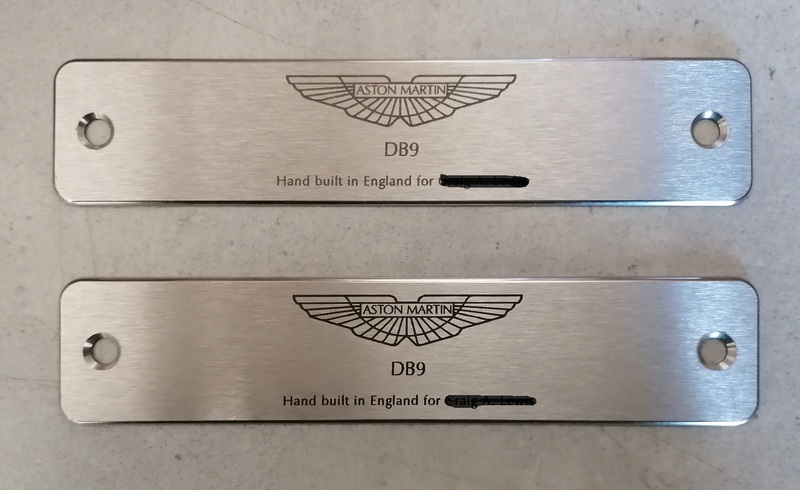 ASTON MARTIN
DB9
Hand built in England for
ASTON MARTIN
DB9
Hand built in England for